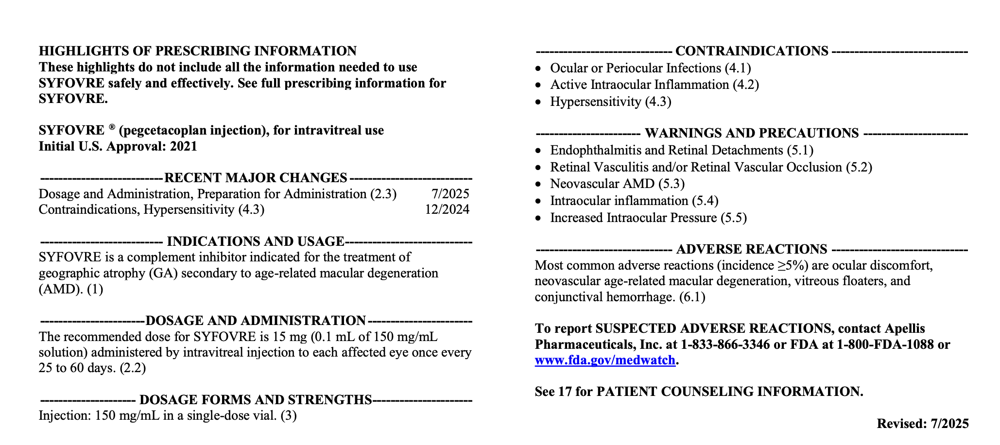 HIGHLIGHTS OF PRESCRIBING INFORMATION
These highlights do not include all the information needed to use
SYFOVRE safely and effectively. See full prescribing information for
SYFOVRE.
SYFOVRE ® (pegcetacoplan injection), for intravitreal use
Initial U.S. Approval: 2021
---------------------------RECENT MAJOR CHANGES---------------------------
Dosage and Administration, Preparation for Administration (2.3) 7/2025
Contraindications, Hypersensitivity (4.3) 12/2024
--------------------------- INDICATIONS AND USAGE----------------------------
SYFOVRE is a complement inhibitor indicated for the treatment of
geographic atrophy (GA) secondary to age-related macular degeneration
(AMD). (1)
-----------------------DOSAGE AND ADMINISTRATION-----------------------
The recommended dose for SYFOVRE is 15 mg (0.1 mL of 150 mg/mL
solution) administered by intravitreal injection to each affected eye once every
25 to 60 days. (2.2)
--------------------- DOSAGE FORMS AND STRENGTHS----------------------
Injection: 150 mg/mL in a single-dose vial. (3)
------------------------------ CONTRAINDICATIONS ------------------------------
• Ocular or Periocular Infections (4.1)
• Active Intraocular Inflammation (4.2)
• Hypersensitivity (4.3)
----------------------- WARNINGS AND PRECAUTIONS -----------------------
• Endophthalmitis and Retinal Detachments (5.1)
• Retinal Vasculitis and/or Retinal Vascular Occlusion (5.2)
• Neovascular AMD (5.3)
• Intraocular inflammation (5.4)
• Increased Intraocular Pressure (5.5)
------------------------------ ADVERSE REACTIONS ------------------------------
Most common adverse reactions (incidence ≥5%) are ocular discomfort,
neovascular age-related macular degeneration, vitreous floaters, and
conjunctival hemorrhage. (6.1)
To report SUSPECTED ADVERSE REACTIONS, contact Apellis
Pharmaceuticals, Inc. at 1-833-866-3346 or FDA at 1-800-FDA-1088 or
www.fda.gov/medwatch.
See 17 for PATIENT COUNSELING INFORMATION.
Revised: 7/2025